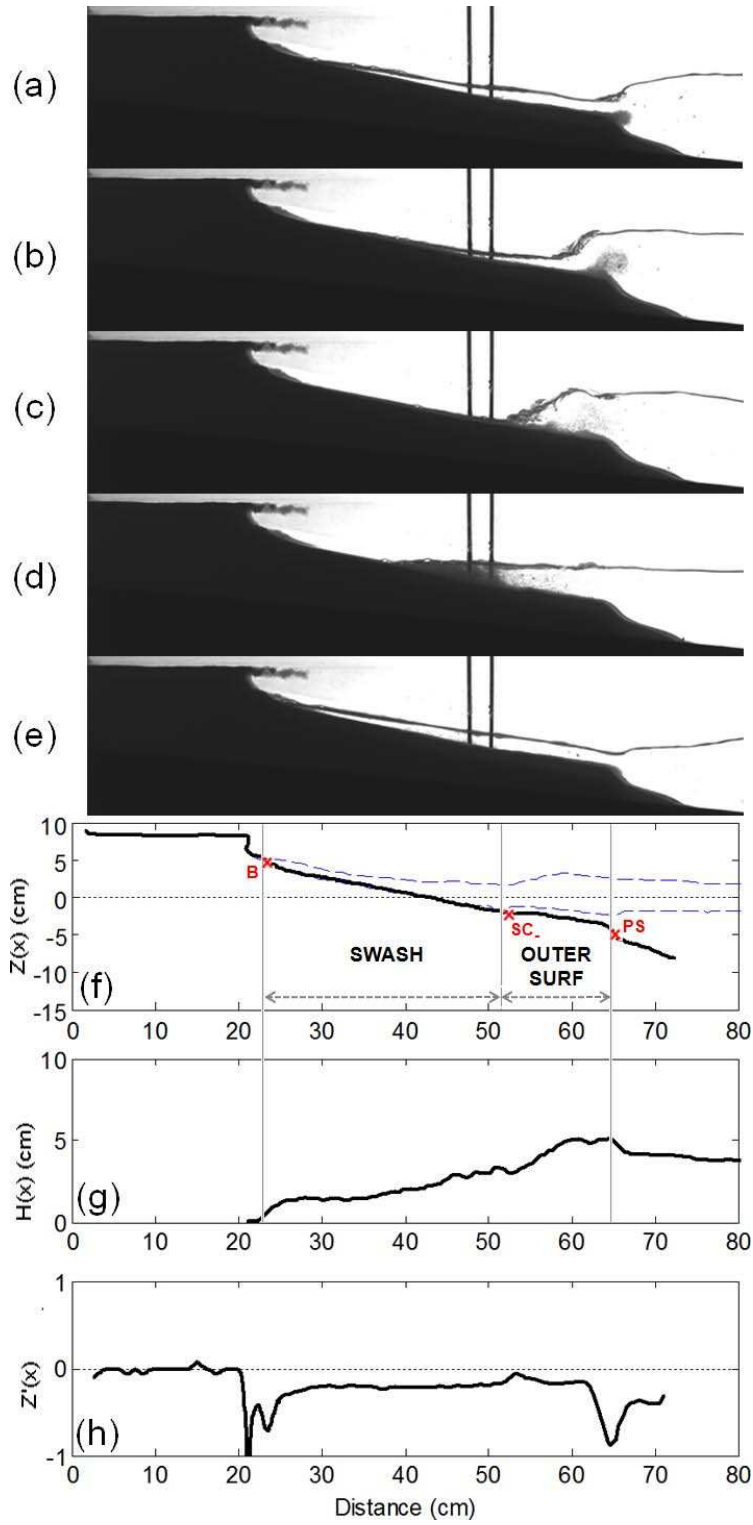 (a)
(b)
(c)
(d)
(e)
10
5
0
-5
-10
-15
Z(x) (cm)
(f)
B
SC-
PS
SWASH
OUTER
SURF
0 10 20 30 40 50 60 70 80
10
5
0
H(x) (cm)
(g)
0 10 20 30 40 50 60 70 80
1
0
-1
Z'(x)
(h)
0 10 20 30 40 50 60 70 80
Distance (cm)